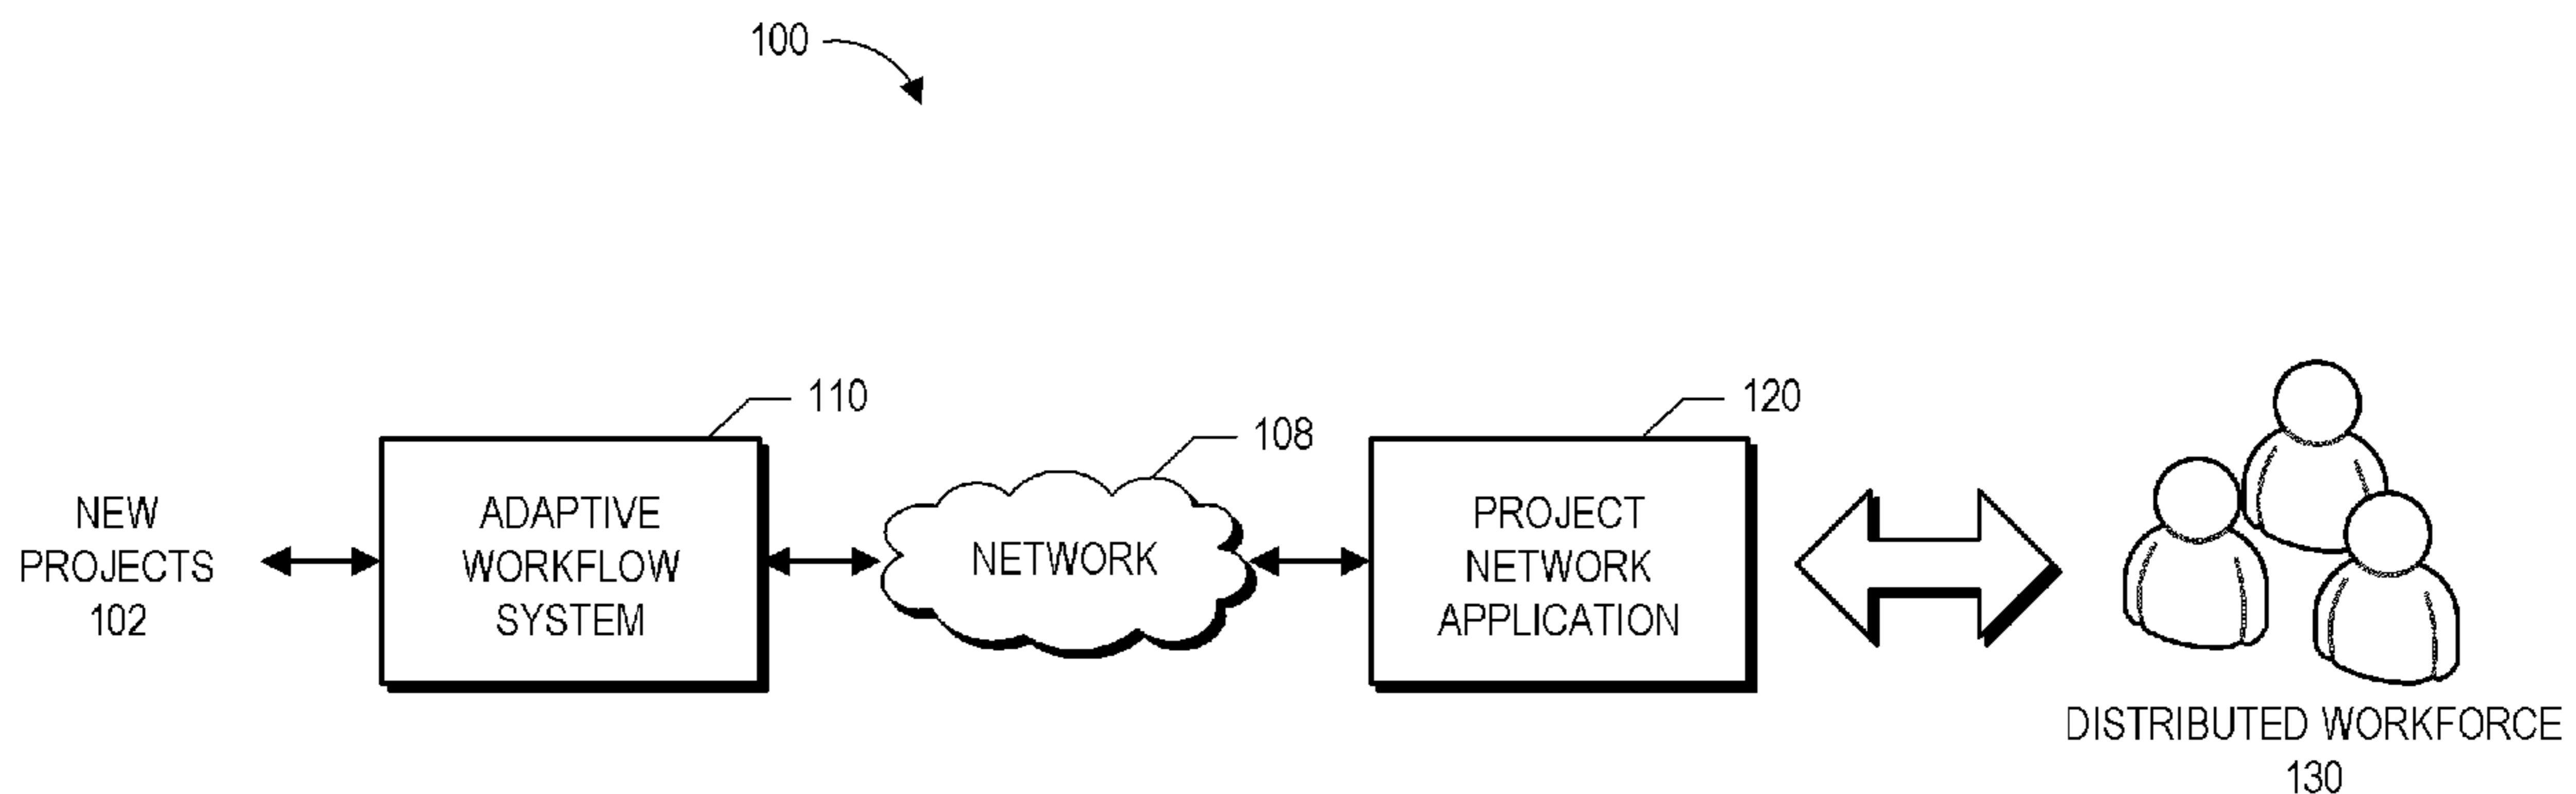 100
110
108
120
NEW
PROJECTS
102
ADAPTIVE
WORKFLOW
SYSTEM
NETWORK
PROJECT
NETWORK
APPLICATION
DISTRIBUTED WORKFORCE
130